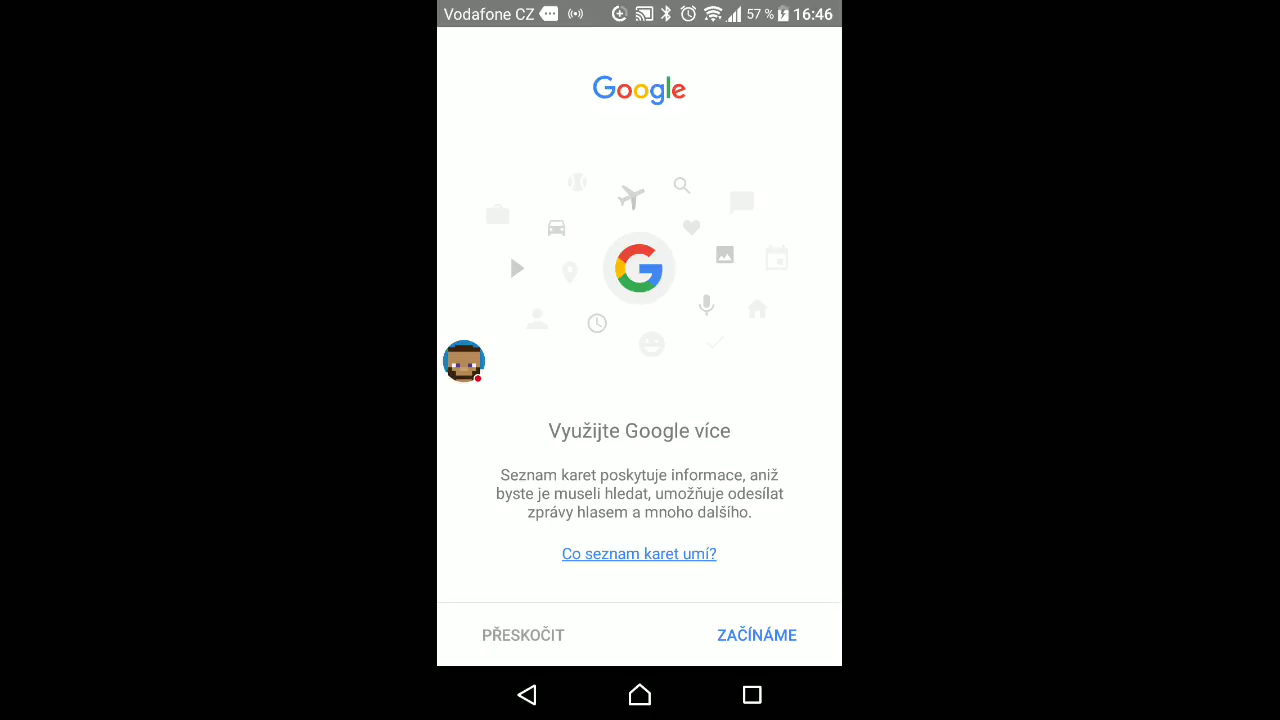 Vodafone CZ 57 % 16:46
Google
G
Využijte Google více
Seznam karet poskytuje informace, aniž
byste je museli hledat, umožňuje odesílat
zprávy hlasem a mnoho dalšího.
Co seznam karet umí?
PŘESKOČIT ZAČÍNÁME